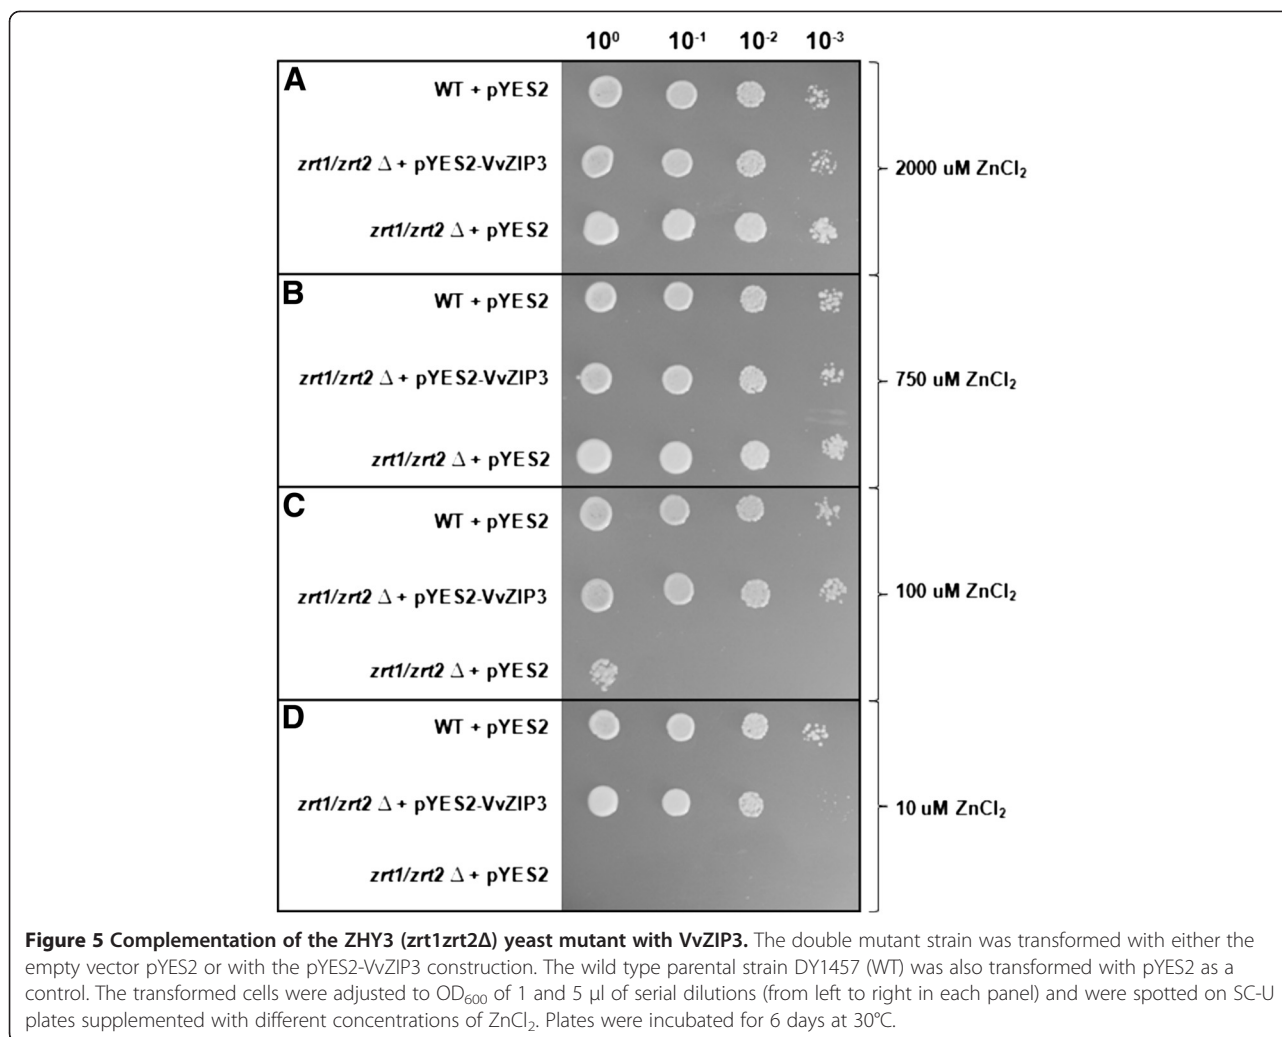 10⁰ 10⁻¹ 10⁻² 10⁻³
A
WT + pYES2
zrt1/zrt2 Δ + pYES2-VvZIP3
zrt1/zrt2 Δ + pYES2
2000 uM ZnCl₂
B
WT + pYES2
zrt1/zrt2 Δ + pYES2-VvZIP3
zrt1/zrt2 Δ + pYES2
750 uM ZnCl₂
C
WT + pYES2
zrt1/zrt2 Δ + pYES2-VvZIP3
zrt1/zrt2 Δ + pYES2
100 uM ZnCl₂
D
WT + pYES2
zrt1/zrt2 Δ + pYES2-VvZIP3
zrt1/zrt2 Δ + pYES2
10 uM ZnCl₂
Figure 5 Complementation of the ZHY3 (zrt1zrt2Δ) yeast mutant with VvZIP3. The double mutant strain was transformed with either the
empty vector pYES2 or with the pYES2-VvZIP3 construction. The wild type parental strain DY1457 (WT) was also transformed with pYES2 as a
control. The transformed cells were adjusted to OD₆₀₀ of 1 and 5 μl of serial dilutions (from left to right in each panel) and were spotted on SC-U
plates supplemented with different concentrations of ZnCl₂. Plates were incubated for 6 days at 30°C.